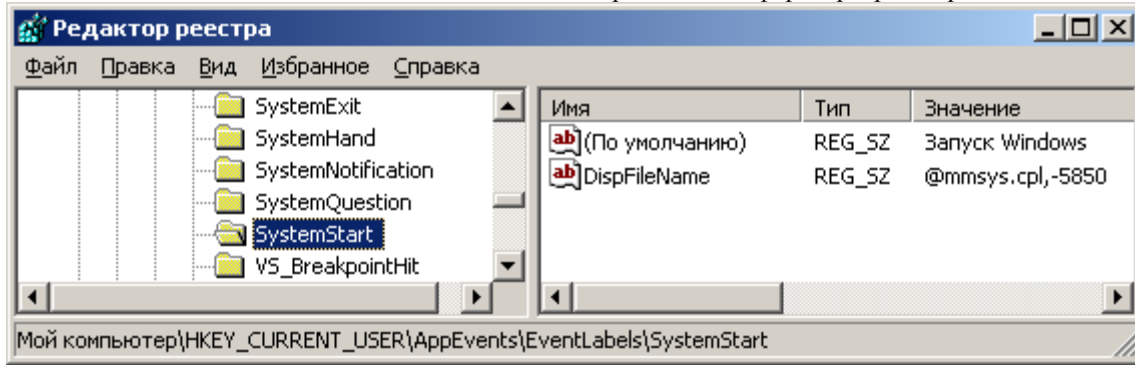 Редактор реестра
Файл Правка Вид Избранное Справка
SystemExit
SystemHand
SystemNotification
SystemQuestion
SystemStart
VS_BreakpointHit
Имя Тип Значение
(По умолчанию) REG_SZ Запуск Windows
DispFileName REG_SZ @mmsys.cpl,-5850
Мой компьютер\HKEY_CURRENT_USER\AppEvents\EventLabels\SystemStart